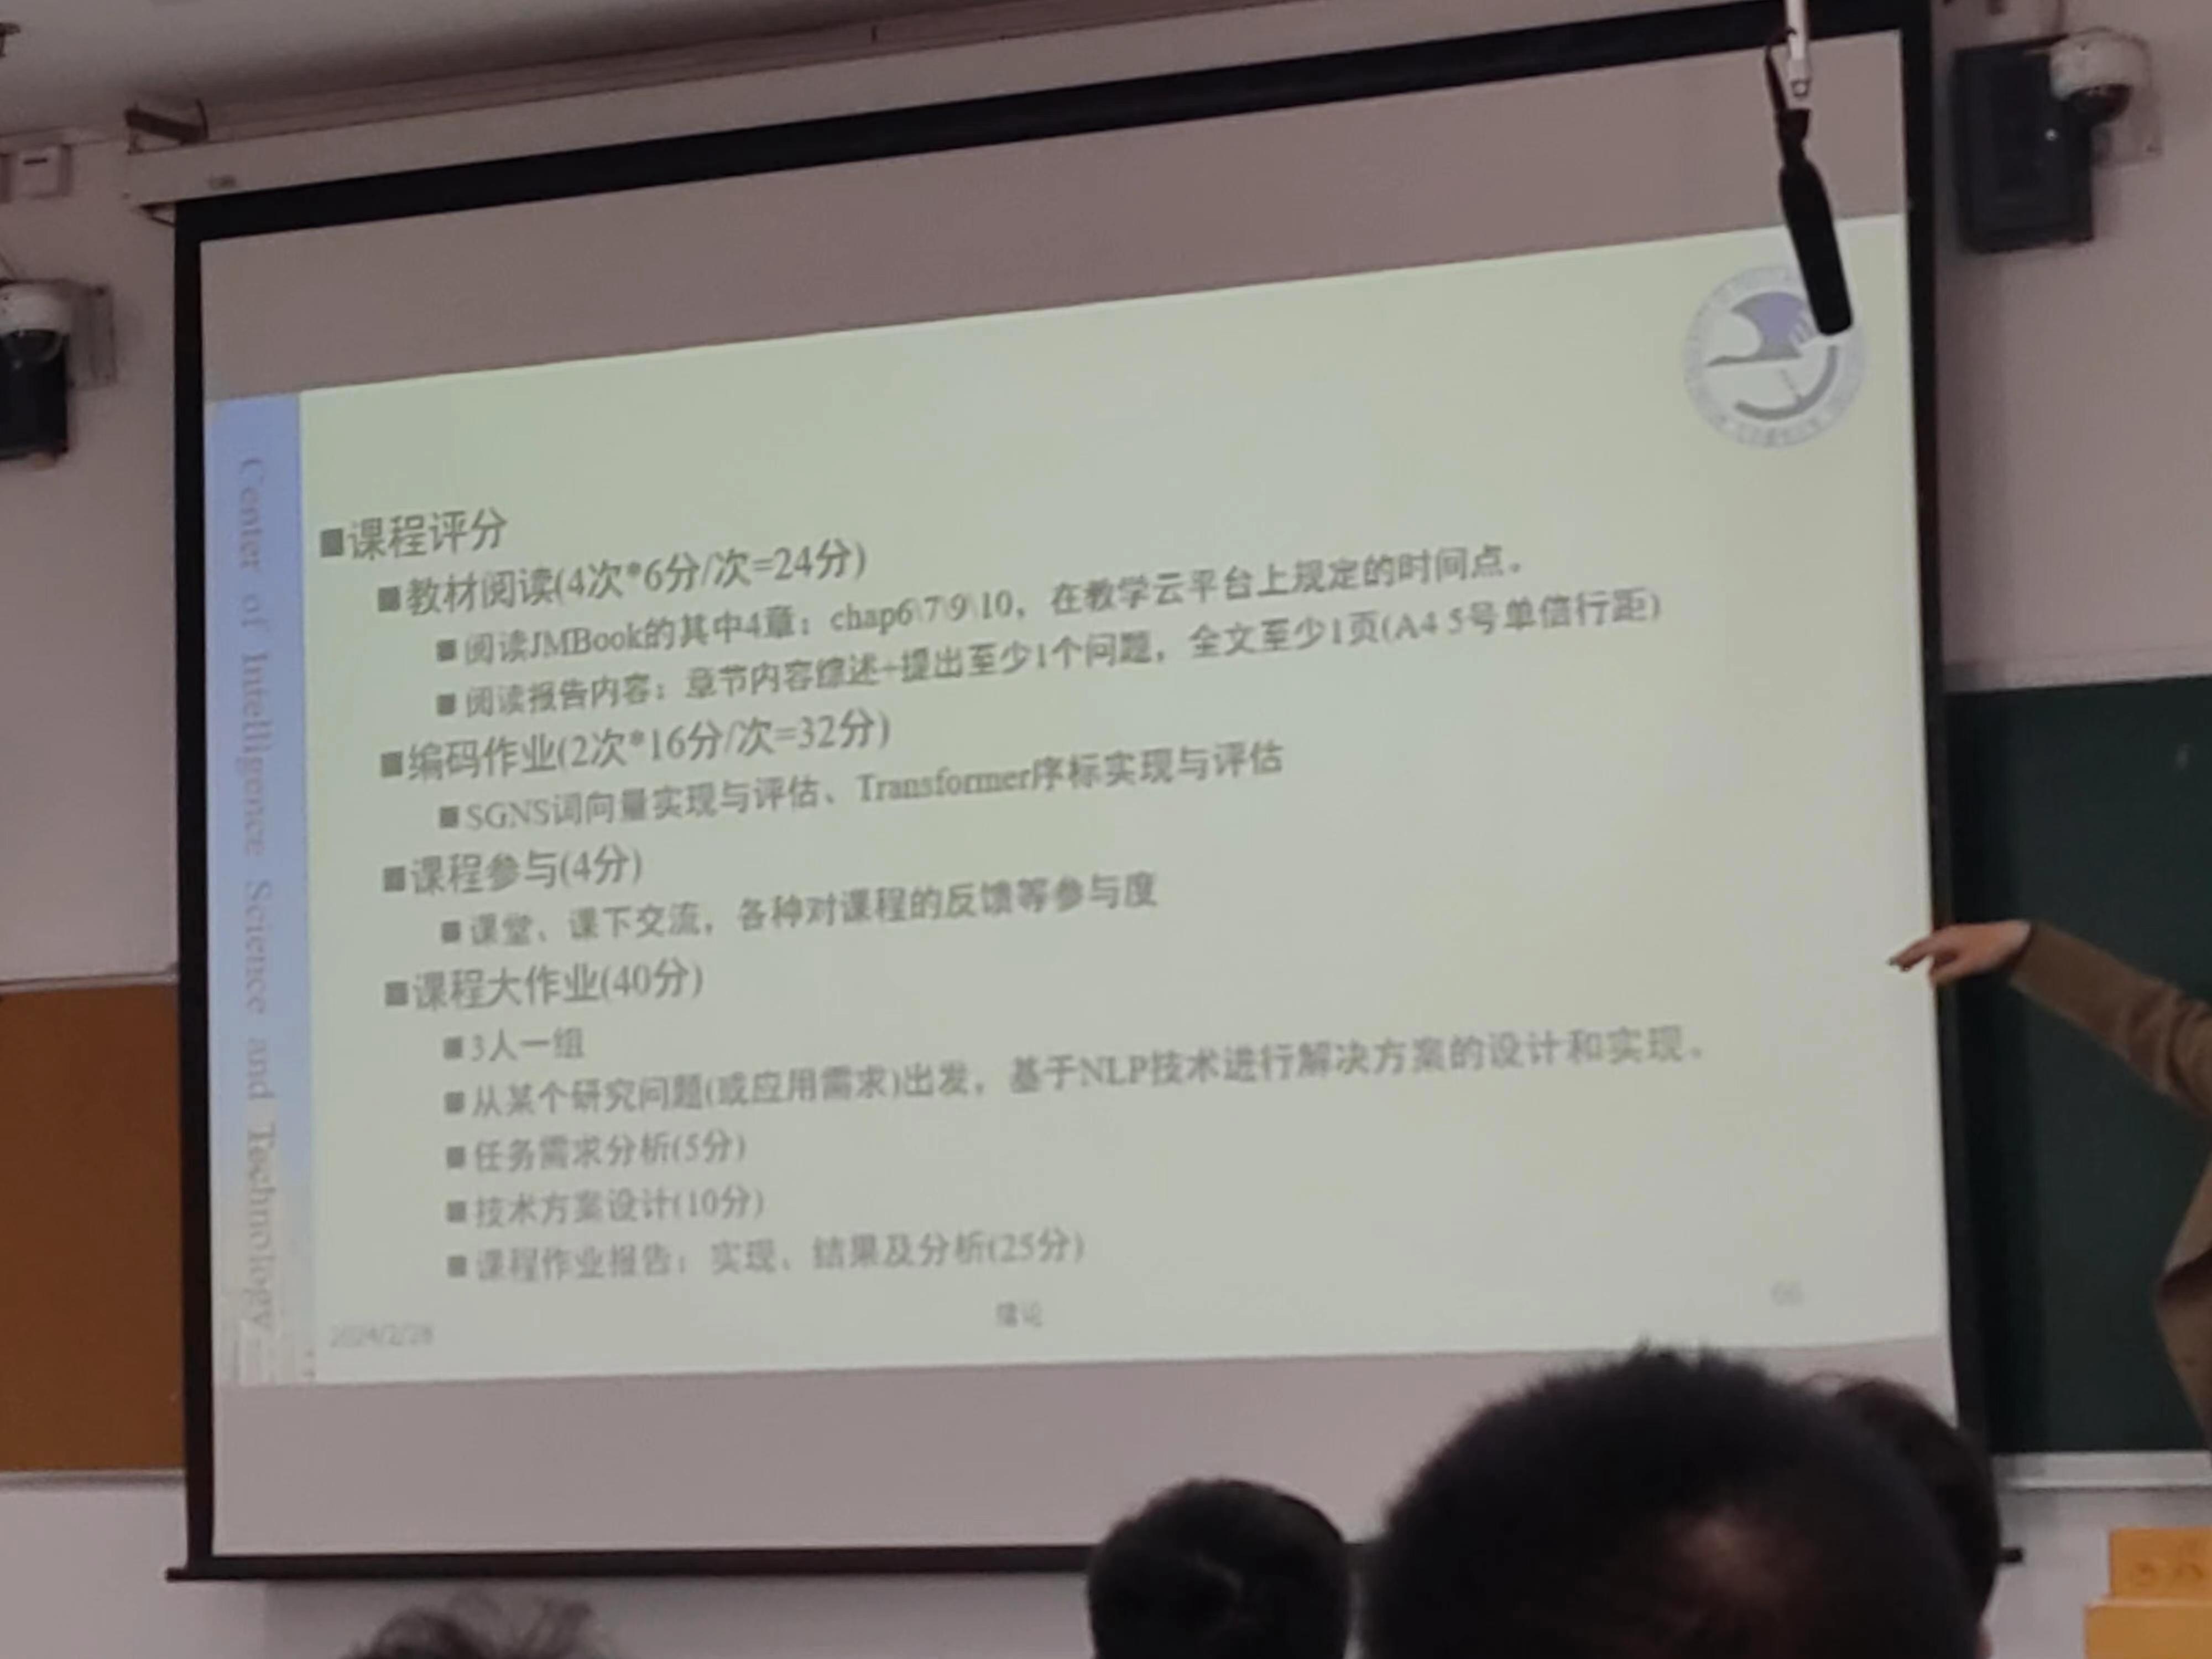 ■课程评分
■教材阅读(4次*6分/次=24分)
■阅读JMBook的其中4章：chap6\7\9\10，在教学云平台上规定的时间点。
■阅读报告内容：章节内容综述+提出至少1个问题，全文至少1页(A4 5号单倍行距)
■编码作业(2次*16分/次=32分)
■SGNS词向量实现与评估、Transformer序标实现与评估
■课程参与(4分)
■课堂、课下交流，各种对课程的反馈等参与度
■课程大作业(40分)
■3人一组
■从某个研究问题(或应用需求)出发，基于NLP技术进行解决方案的设计和实现。
■任务需求分析(5分)
■技术方案设计(10分)
■课程作业报告：实现、结果及分析(25分)
2024/2/28
绪论
Center of Intelligence Science and Technology